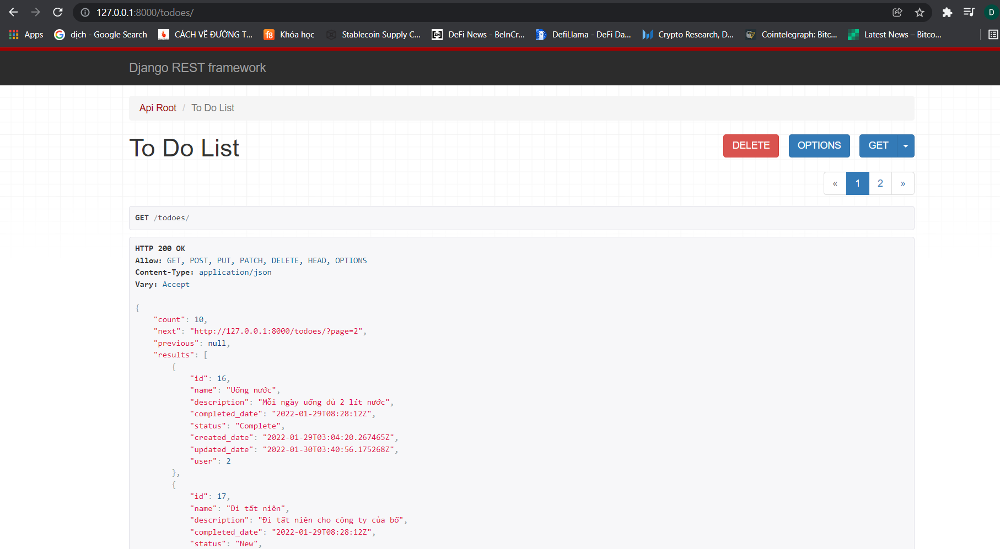 127.0.0.1:8000/todoes/
D
Apps
dịch - Google Search
CÁCH VẼ ĐƯỜNG T...
f8
Khóa học
Stablecoin Supply C...
DeFi News - BeInCr...
DefiLlama - DeFi Da...
Crypto Research, D...
Cointelegraph: Bitc...
Latest News – Bitco...
Django REST framework
Api Root / To Do List
To Do List
DELETE
OPTIONS
GET
« 1 2 »
GET /todoes/
HTTP 200 OK
Allow: GET, POST, PUT, PATCH, DELETE, HEAD, OPTIONS
Content-Type: application/json
Vary: Accept
{
"count": 10,
"next": "http://127.0.0.1:8000/todoes/?page=2",
"previous": null,
"results": [
{
"id": 16,
"name": "Uống nước",
"description": "Mỗi ngày uống đủ 2 lít nước",
"completed_date": "2022-01-29T08:28:12Z",
"status": "Complete",
"created_date": "2022-01-29T03:04:20.267465Z",
"updated_date": "2022-01-30T03:40:56.175268Z",
"user": 2
},
{
"id": 17,
"name": "Đi tất niên",
"description": "Đi tất niên cho công ty của bố",
"completed_date": "2022-01-29T08:28:12Z",
"status": "New",